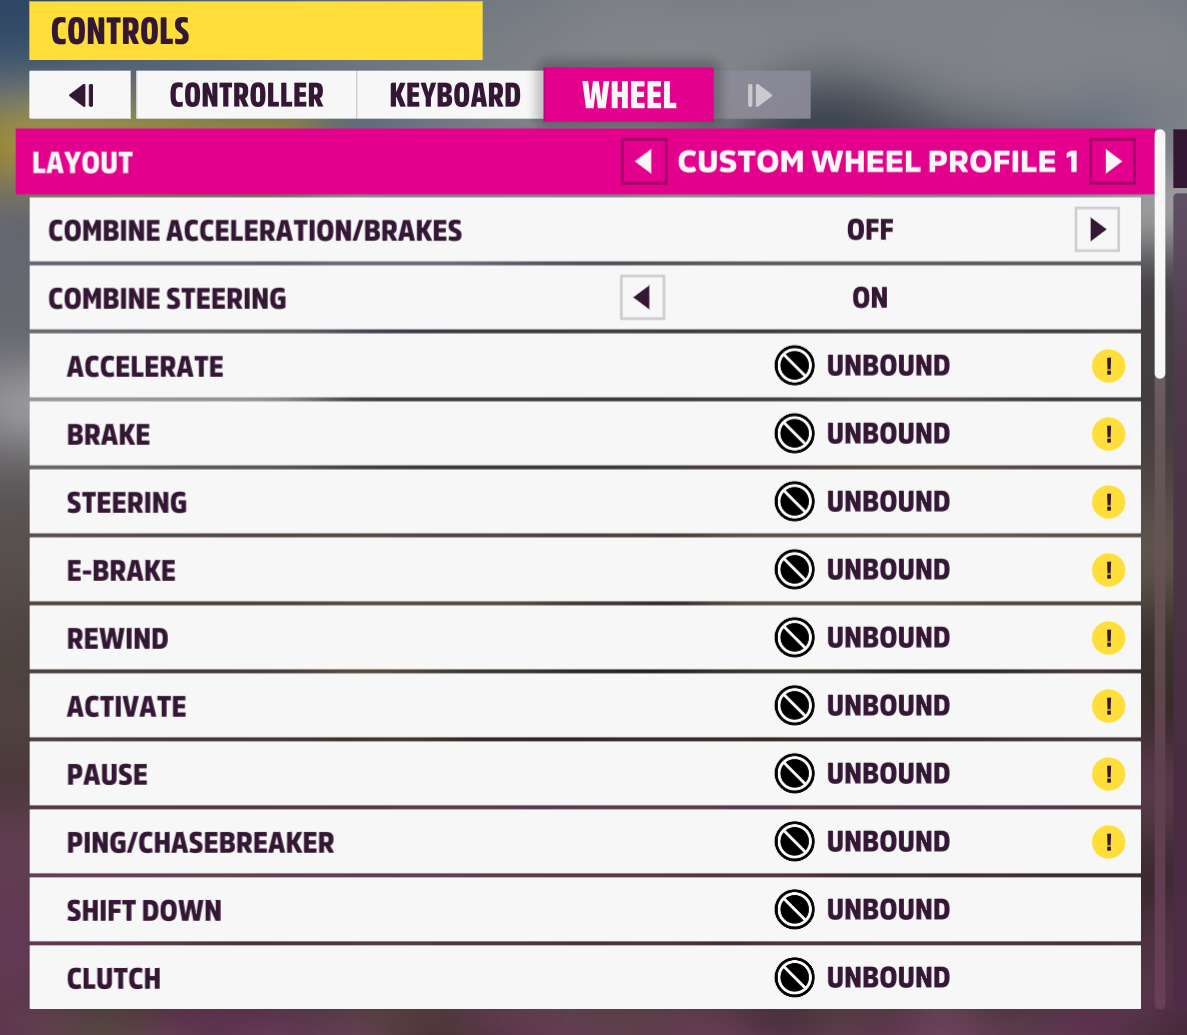 CONTROLS
CONTROLLER KEYBOARD WHEEL
LAYOUT CUSTOM WHEEL PROFILE 1
COMBINE ACCELERATION/BRAKES OFF
COMBINE STEERING ON
ACCELERATE UNBOUND !
BRAKE UNBOUND !
STEERING UNBOUND !
E-BRAKE UNBOUND !
REWIND UNBOUND !
ACTIVATE UNBOUND !
PAUSE UNBOUND !
PING/CHASEBREAKER UNBOUND !
SHIFT DOWN UNBOUND
CLUTCH UNBOUND